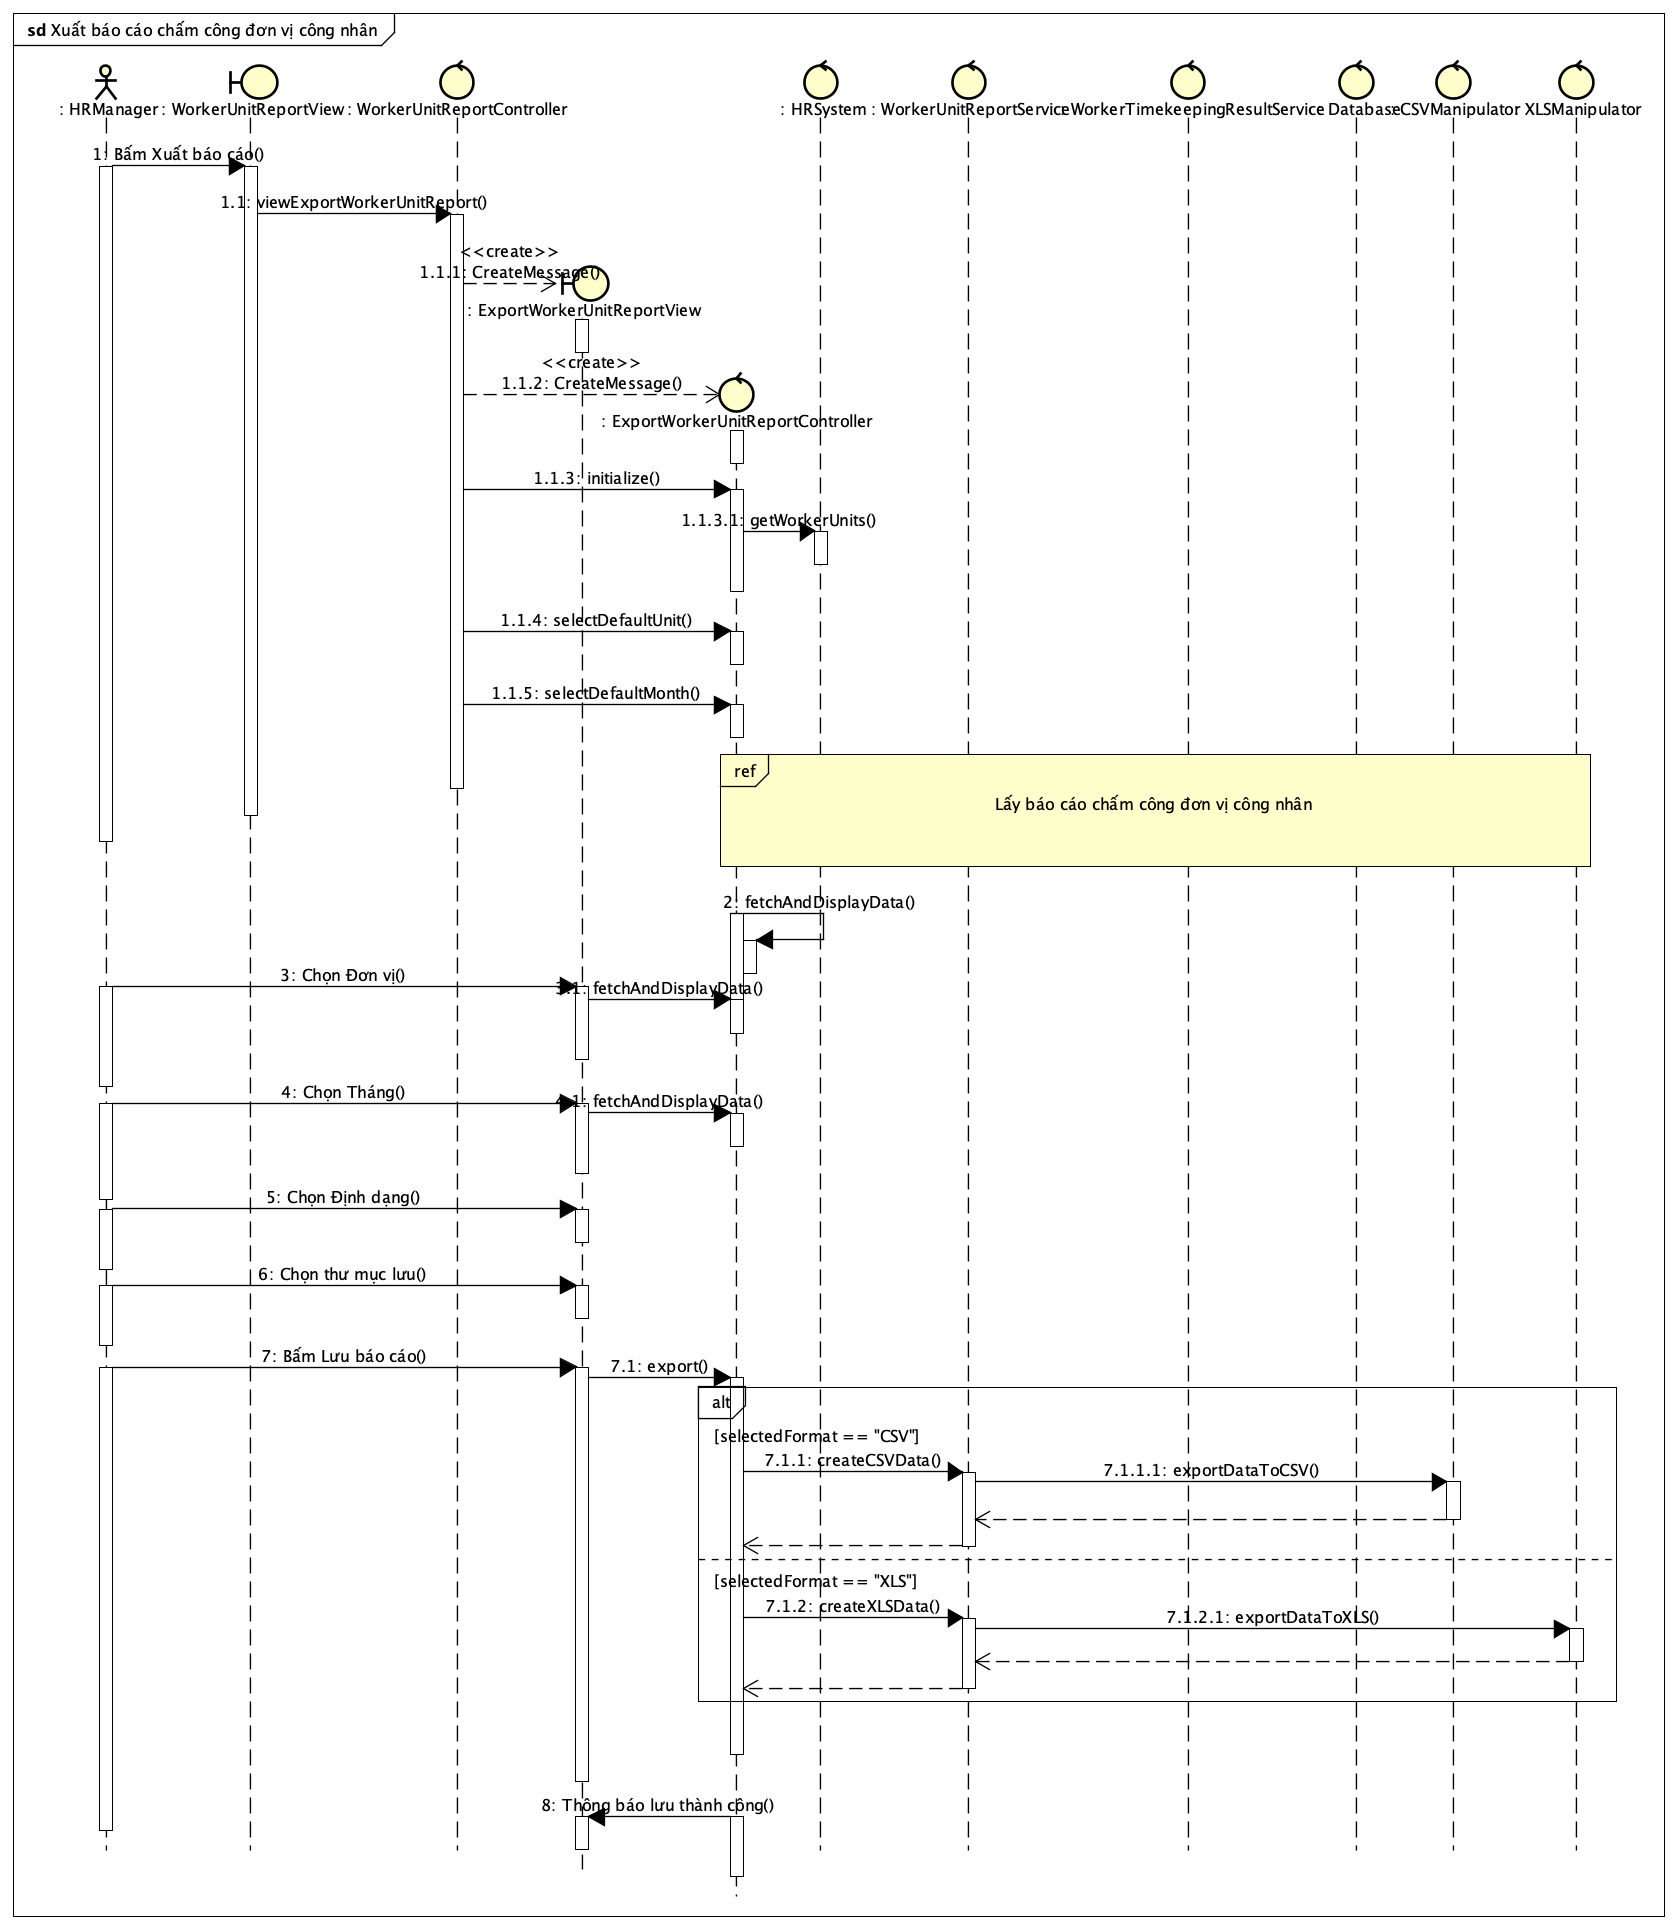 sd Xuất báo cáo chấm công đơn vị công nhân
: HRManager
: WorkerUnitReportView
: WorkerUnitReportController
: HRSystem
: WorkerUnitReportService
WorkerTimekeepingResultService
Database
CSVManipulator
XLSManipulator
1: Bấm Xuất báo cáo()
1.1: viewExportWorkerUnitReport()
<<create>>
1.1.1: CreateMessage()
: ExportWorkerUnitReportView
<<create>>
1.1.2: CreateMessage()
: ExportWorkerUnitReportController
1.1.3: initialize()
1.1.3.1: getWorkerUnits()
1.1.4: selectDefaultUnit()
1.1.5: selectDefaultMonth()
ref
Lấy báo cáo chấm công đơn vị công nhân
2: fetchAndDisplayData()
3: Chọn Đơn vị()
3.1: fetchAndDisplayData()
4: Chọn Tháng()
4.1: fetchAndDisplayData()
5: Chọn Định dạng()
6: Chọn thư mục lưu()
7: Bấm Lưu báo cáo()
7.1: export()
alt
[selectedFormat == "CSV"]
7.1.1: createCSVData()
7.1.1.1: exportDataToCSV()
[selectedFormat == "XLS"]
7.1.2: createXLSData()
7.1.2.1: exportDataToXLS()
8: Thông báo lưu thành công()